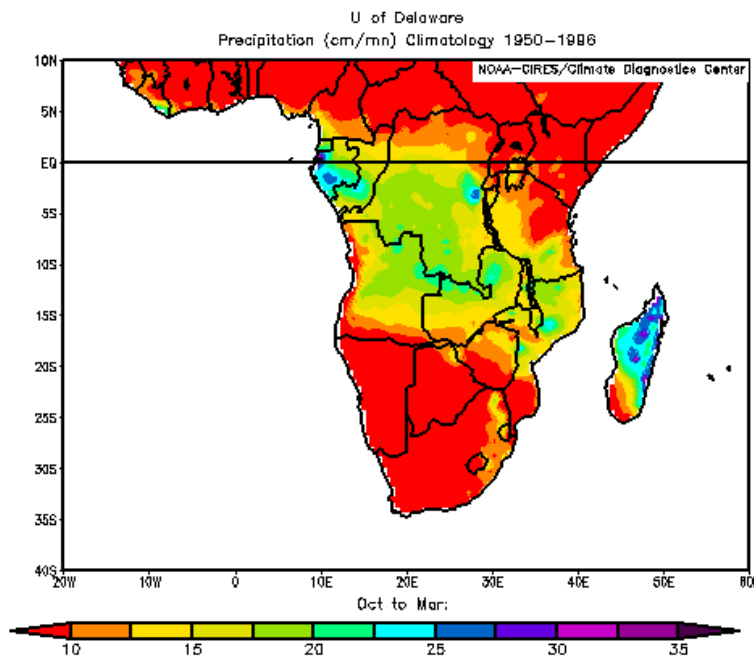 U of Delaware
Precipitation (cm/mn) Climatology 1950-1996
NOAA-CIRES/Climate Diagnostics Center
10N
5N
EQ
5S
10S
15S
20S
25S
30S
35S
40S
20W 10W 0 10E 20E 30E 40E 50E 60E
Oct to Mar:
10 15 20 25 30 35